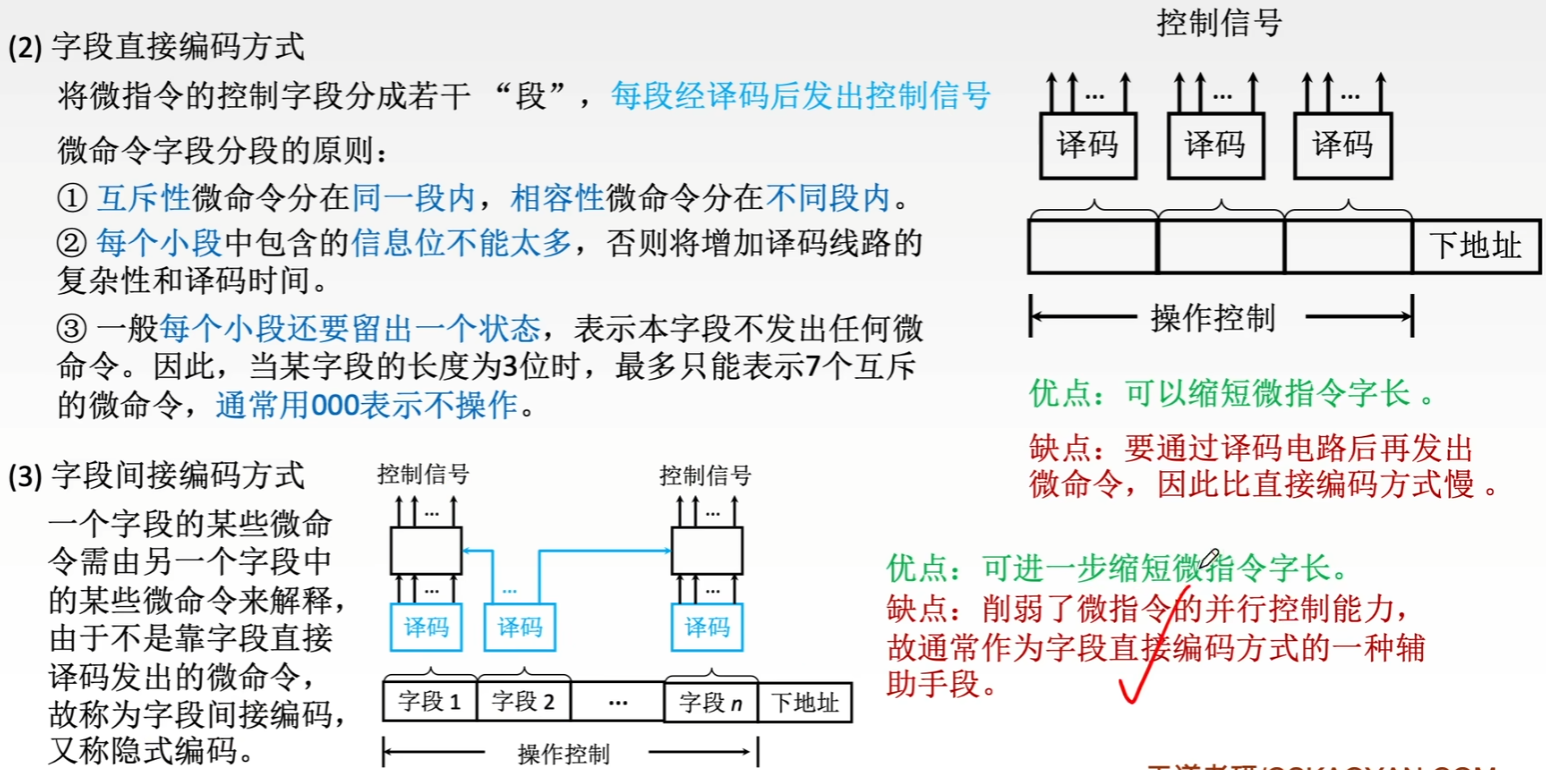 (2) 字段直接编码方式
将微指令的控制字段分成若干 “段”，每段经译码后发出控制信号
微命令字段分段的原则：
① 互斥性微命令分在同一段内，相容性微命令分在不同段内。
② 每个小段中包含的信息位不能太多，否则将增加译码线路的
复杂性和译码时间。
③ 一般每个小段还要留出一个状态，表示本字段不发出任何微
命令。因此，当某字段的长度为3位时，最多只能表示7个互斥
的微命令，通常用000表示不操作。
控制信号
... ... ...
译码 译码 译码
下地址
操作控制
优点：可以缩短微指令字长 。
缺点：要通过译码电路后再发出
微命令，因此比直接编码方式慢 。
(3) 字段间接编码方式
一个字段的某些微命
令需由另一个字段中
的某些微命令来解释，
由于不是靠字段直接
译码发出的微命令，
故称为字段间接编码，
又称隐式编码。
控制信号 控制信号
... ...
... ... ...
译码 译码 译码
字段 1 字段 2 ... 字段 n 下地址
操作控制
优点：可进一步缩短微指令字长。
缺点：削弱了微指令的并行控制能力，
故通常作为字段直接编码方式的一种辅
助手段。